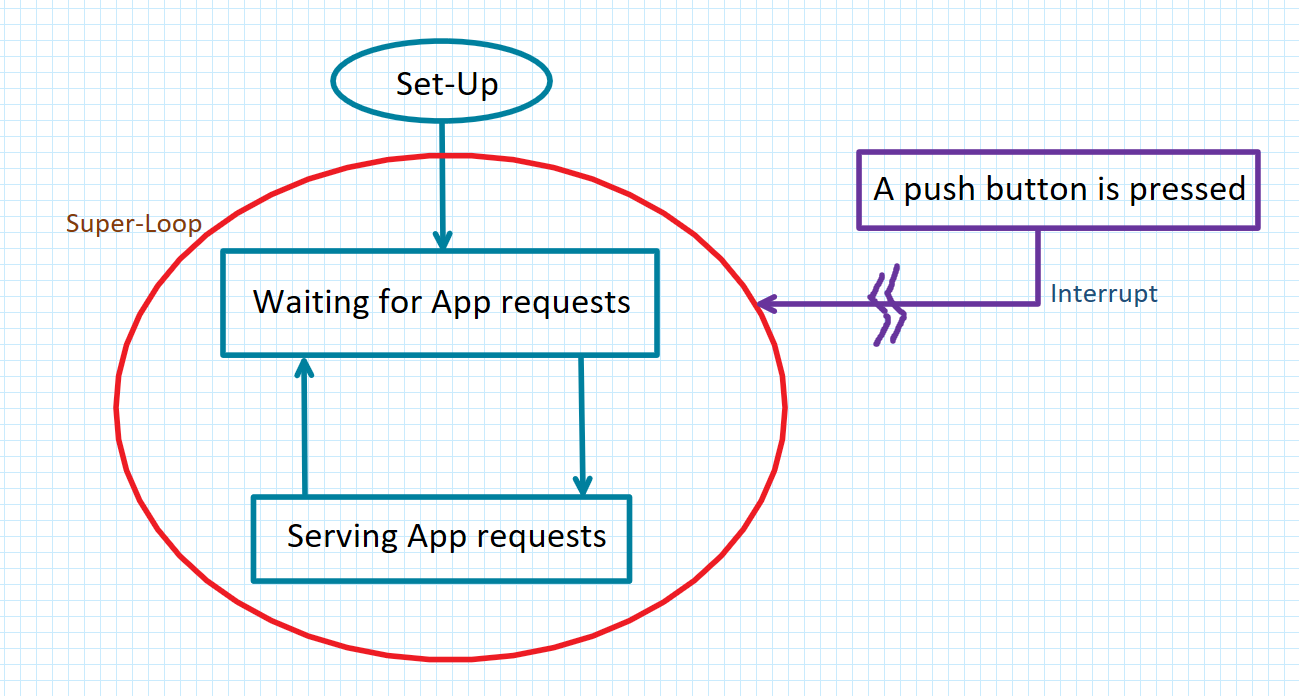 Set-Up
Super-Loop
A push button is pressed
Waiting for App requests
Interrupt
Serving App requests